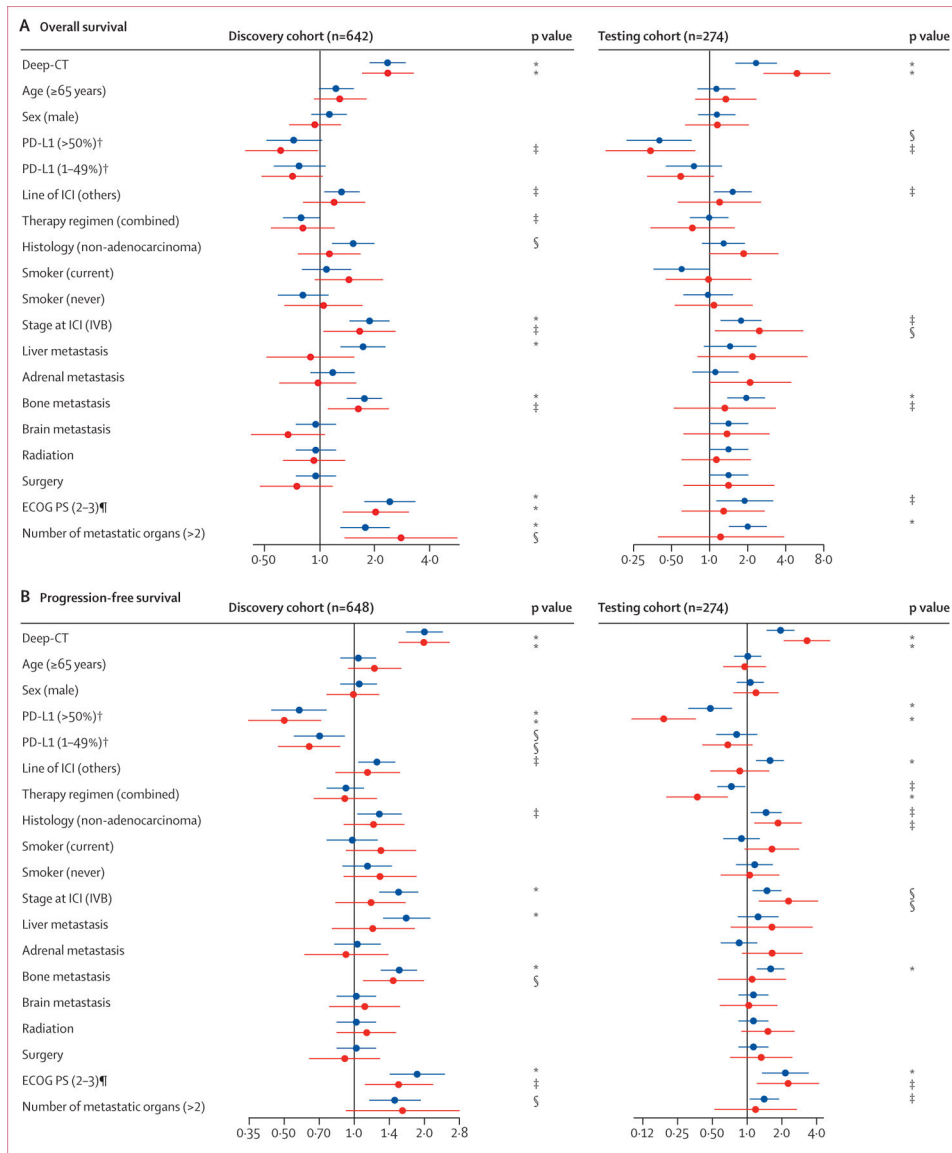 A Overall survival
Discovery cohort (n=642) p value Testing cohort (n=274) p value
Deep-CT * *
* *
Age (≥65 years)
Sex (male)
PD-L1 (>50%)† §
‡ ‡
PD-L1 (1–49%)†
Line of ICI (others) ‡ ‡
Therapy regimen (combined) ‡
Histology (non-adenocarcinoma) §
Smoker (current)
Smoker (never)
Stage at ICI (IVB) * ‡
‡ §
Liver metastasis *
Adrenal metastasis
Bone metastasis * *
‡ ‡
Brain metastasis
Radiation
Surgery
ECOG PS (2–3)¶ * ‡
*
Number of metastatic organs (>2) * *
§
0·50 1·0 2·0 4·0 0·25 1·0 4·0 8·0
B Progression-free survival
Discovery cohort (n=648) p value Testing cohort (n=274) p value
Deep-CT * *
* *
Age (≥65 years)
Sex (male)
PD-L1 (>50%)† * *
* *
PD-L1 (1–49%)† §
§
Line of ICI (others) ‡ *
Therapy regimen (combined) ‡
*
Histology (non-adenocarcinoma) ‡ ‡
‡
Smoker (current)
Smoker (never)
Stage at ICI (IVB) * §
§
Liver metastasis *
Adrenal metastasis
Bone metastasis * *
§
Brain metastasis
Radiation
Surgery
ECOG PS (2–3)¶ * *
‡ ‡
Number of metastatic organs (>2) § ‡
0·35 0·50 0·70 1·0 1·4 2·0 2·8 0·12 0·25 0·50 1·0 2·0 4·0